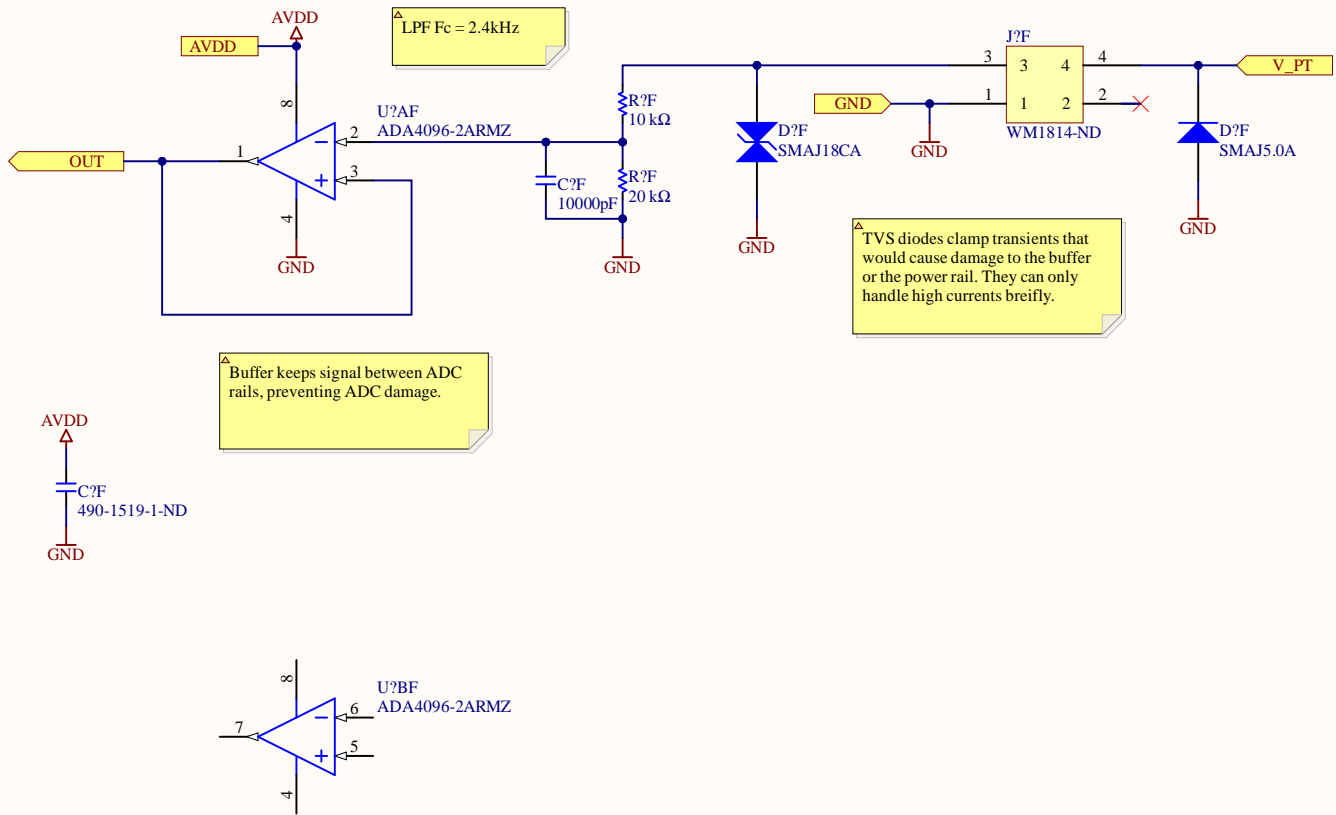 AVDD
AVDD
LPF Fc = 2.4kHz
8
U?AF
ADA4096-2ARMZ
2
1
3
4
OUT
GND
R?F
10 kΩ
R?F
20 kΩ
C?F
10000pF
GND
D?F
SMAJ18CA
GND
J?F
3
3
4
4
1
1
2
2
WM1814-ND
GND
GND
V_PT
D?F
SMAJ5.0A
GND
TVS diodes clamp transients that
would cause damage to the buffer
or the power rail. They can only
handle high currents breifly.
Buffer keeps signal between ADC
rails, preventing ADC damage.
AVDD
C?F
490-1519-1-ND
GND
8
U?BF
ADA4096-2ARMZ
6
7
5
4